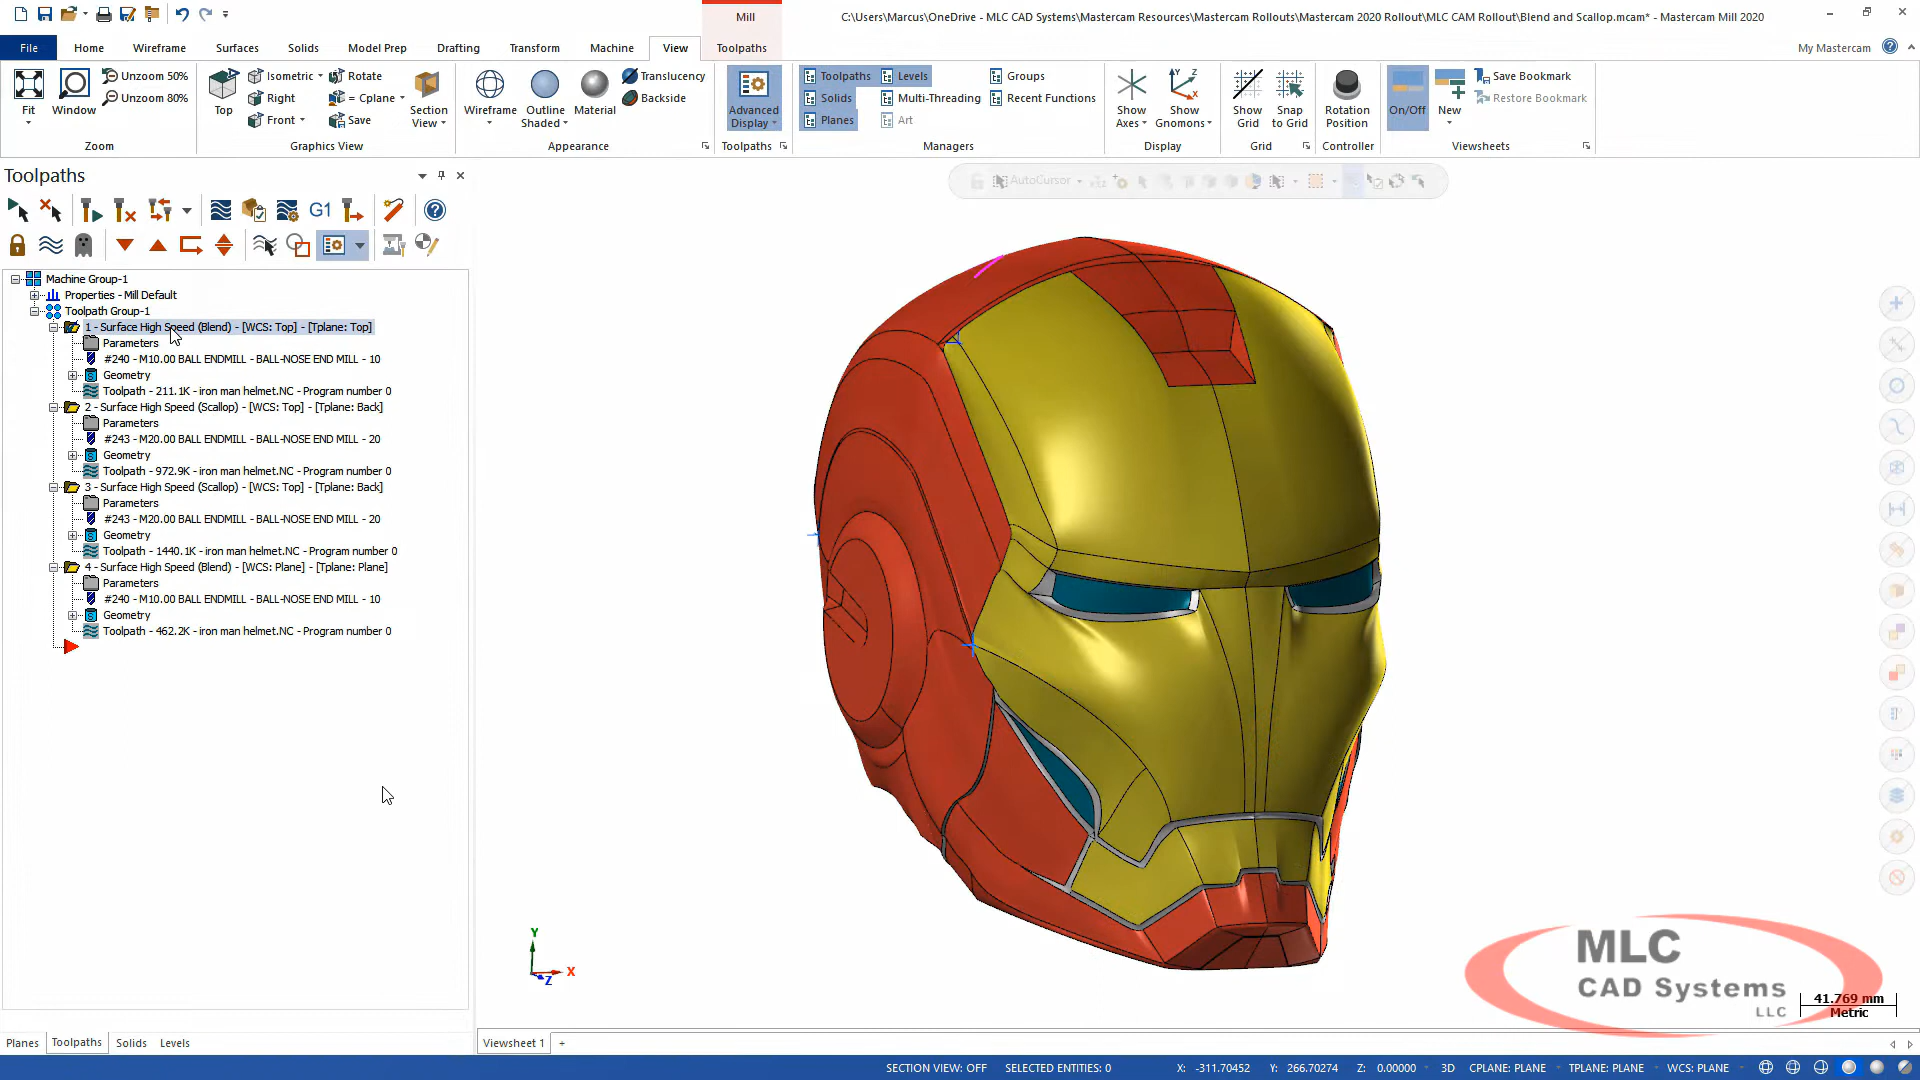 Mill
C:\Users\Marcus\OneDrive - MLC CAD Systems\Mastercam Resources\Mastercam Rollouts\Mastercam 2020 Rollout\MLC CAM Rollout\Blend and Scallop.mcam* - Mastercam Mill 2020
File Home Wireframe Surfaces Solids Model Prep Drafting Transform Machine View Toolpaths My Mastercam
Fit
Window
Unzoom 50%
Unzoom 80%
Zoom
Top
Isometric
Right
Front
Rotate
= Cplane
Save
Section View
Graphics View
Wireframe
Outline Shaded
Material
Translucency
Backside
Appearance
Advanced Display
Toolpaths
Toolpaths
Solids
Planes
Levels
Multi-Threading
Art
Groups
Recent Functions
Managers
Show Axes
Show Gnomons
Display
Show Grid
Snap to Grid
Grid
Rotation Position
Controller
On/Off
New
Save Bookmark
Restore Bookmark
Viewsheets
Toolpaths
AutoCursor
G1
Machine Group-1
Properties - Mill Default
Toolpath Group-1
1 - Surface High Speed (Blend) - [WCS: Top] - [Tplane: Top]
Parameters
#240 - M10.00 BALL ENDMILL - BALL-NOSE END MILL - 10
Geometry
Toolpath - 211.1K - iron man helmet.NC - Program number 0
2 - Surface High Speed (Scallop) - [WCS: Top] - [Tplane: Back]
Parameters
#243 - M20.00 BALL ENDMILL - BALL-NOSE END MILL - 20
Geometry
Toolpath - 972.9K - iron man helmet.NC - Program number 0
3 - Surface High Speed (Scallop) - [WCS: Top] - [Tplane: Back]
Parameters
#243 - M20.00 BALL ENDMILL - BALL-NOSE END MILL - 20
Geometry
Toolpath - 1440.1K - iron man helmet.NC - Program number 0
4 - Surface High Speed (Blend) - [WCS: Plane] - [Tplane: Plane]
Parameters
#240 - M10.00 BALL ENDMILL - BALL-NOSE END MILL - 10
Geometry
Toolpath - 462.2K - iron man helmet.NC - Program number 0
Y
X
Z
MLC
CAD Systems
LLC
41.769 mm
Metric
Planes Toolpaths Solids Levels
Viewsheet 1 +
SECTION VIEW: OFF SELECTED ENTITIES: 0 X: -311.70452 Y: 266.70274 Z: 0.00000 3D CPLANE: PLANE TPLANE: PLANE WCS: PLANE